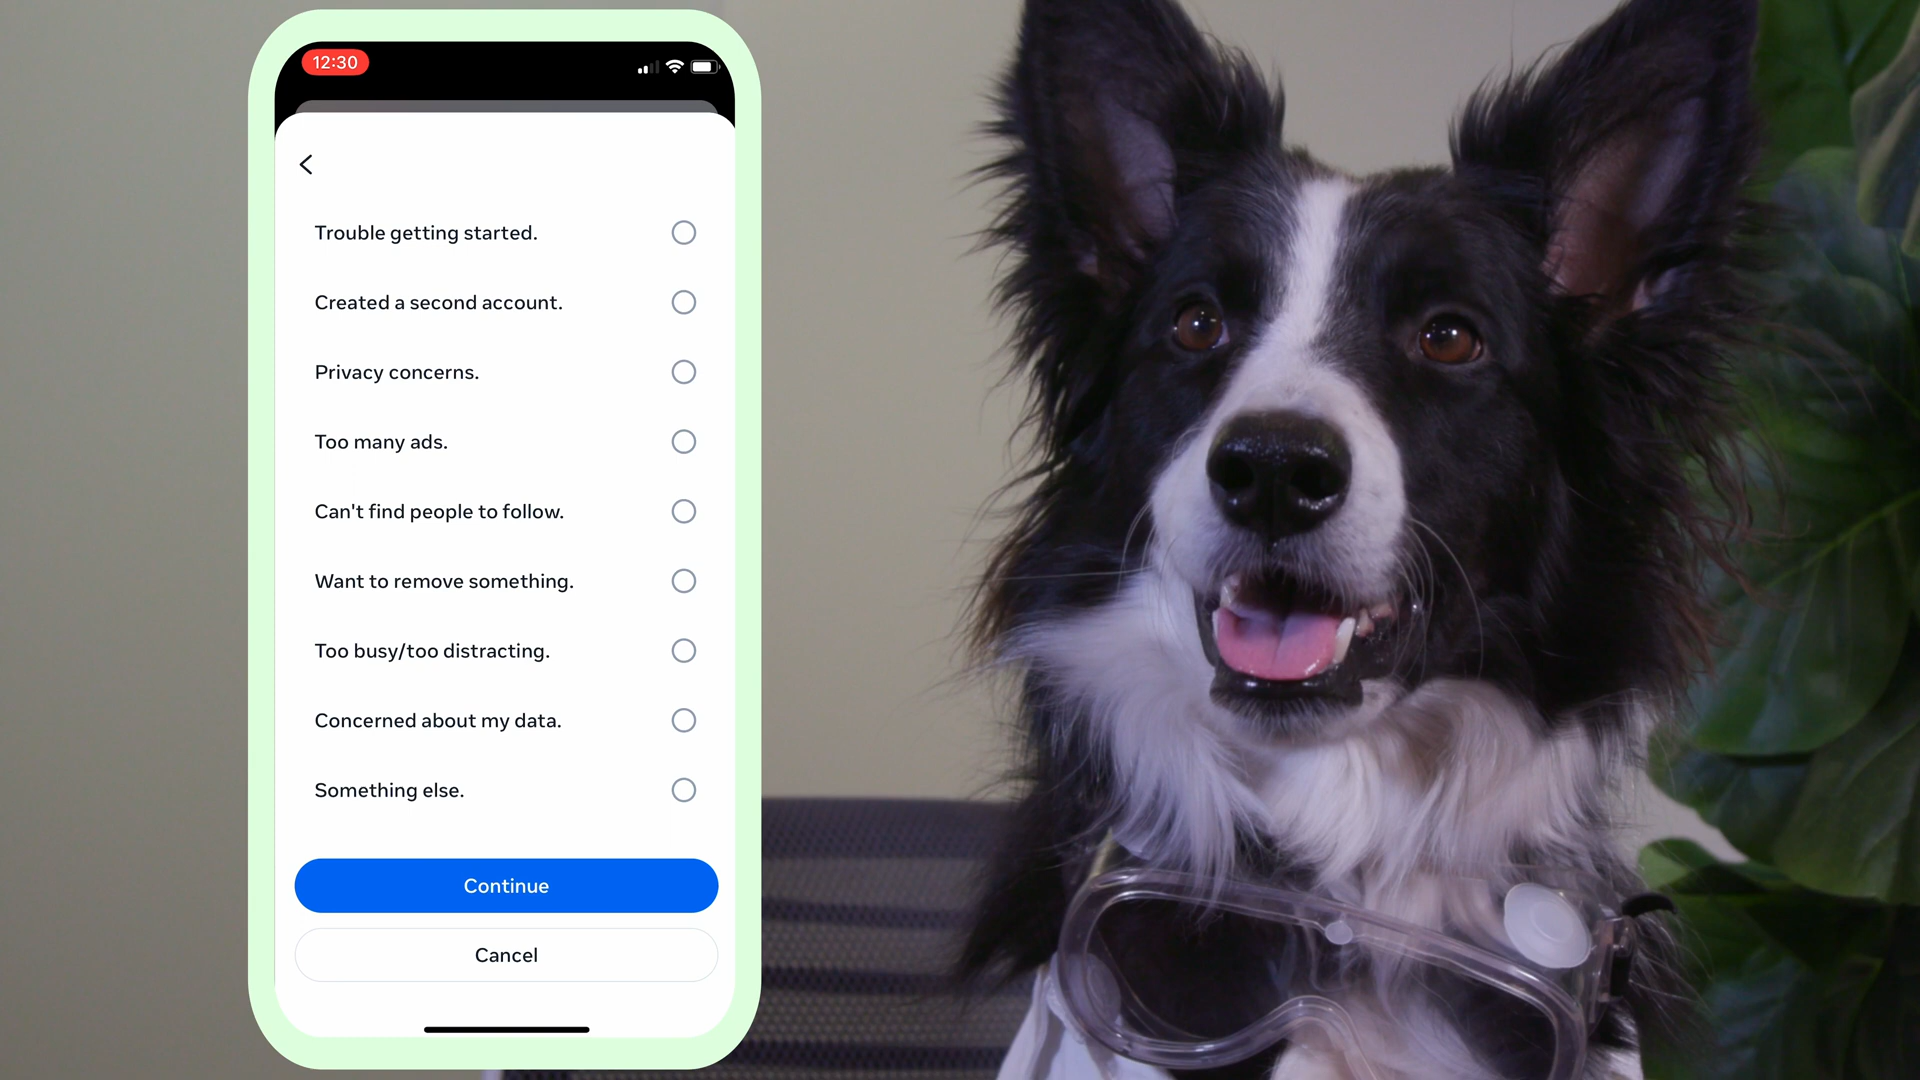 12:30
Trouble getting started.
Created a second account.
Privacy concerns.
Too many ads.
Can't find people to follow.
Want to remove something.
Too busy/too distracting.
Concerned about my data.
Something else.
Continue
Cancel